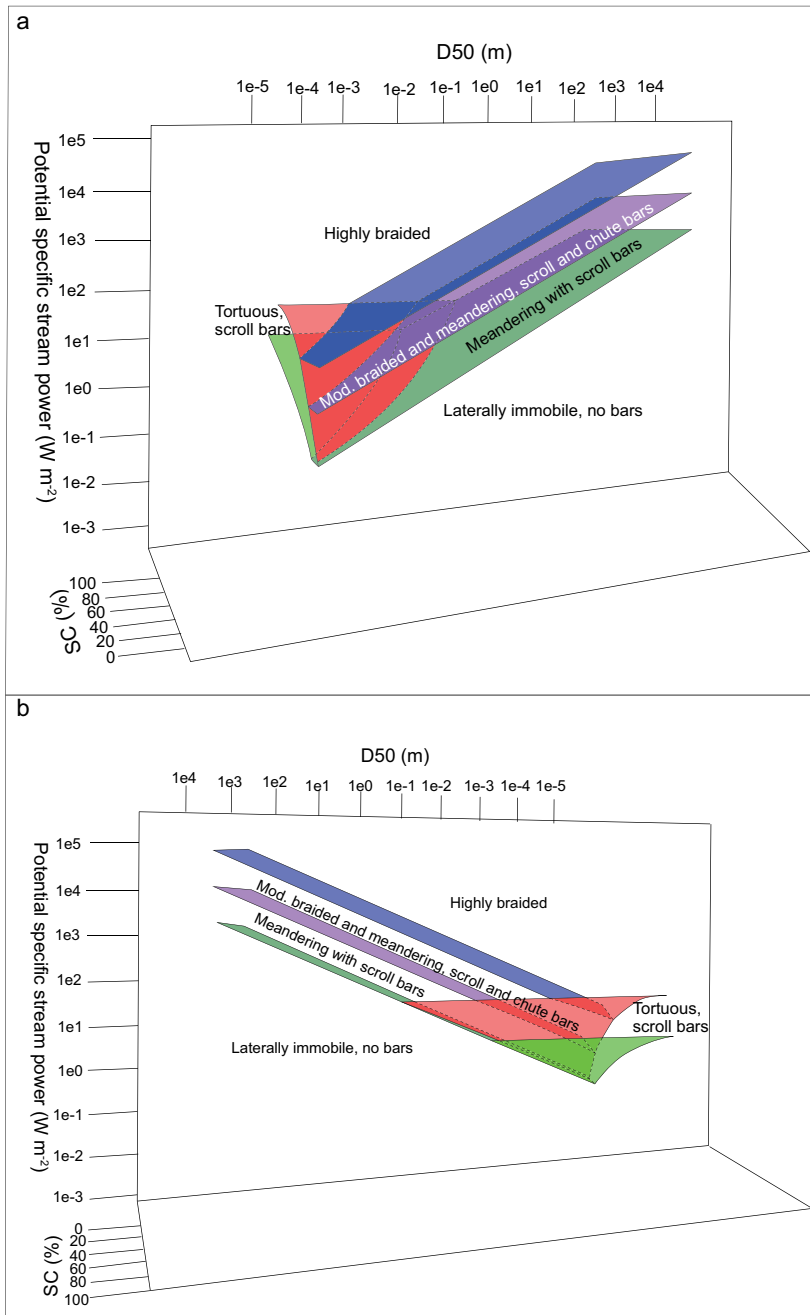 a
D50 (m)
1e-5 1e-4 1e-3 1e-2 1e-1 1e0 1e1 1e2 1e3 1e4
Potential specific stream power (W m-2)
1e5
1e4
1e3
1e2
1e1
1e0
1e-1
1e-2
1e-3
Highly braided
Tortuous,
scroll bars
Mod. braided and meandering, scroll and chute bars
Meandering with scroll bars
Laterally immobile, no bars
100
80
60
40
20
0
SC (%)
b
D50 (m)
1e4 1e3 1e2 1e1 1e0 1e-1 1e-2 1e-3 1e-4 1e-5
Potential specific stream power (W m-2)
1e5
1e4
1e3
1e2
1e1
1e0
1e-1
1e-2
1e-3
Highly braided
Mod. braided and meandering, scroll and chute bars
Meandering with scroll bars
Tortuous,
scroll bars
Laterally immobile, no bars
0
20
40
60
80
100
SC (%)